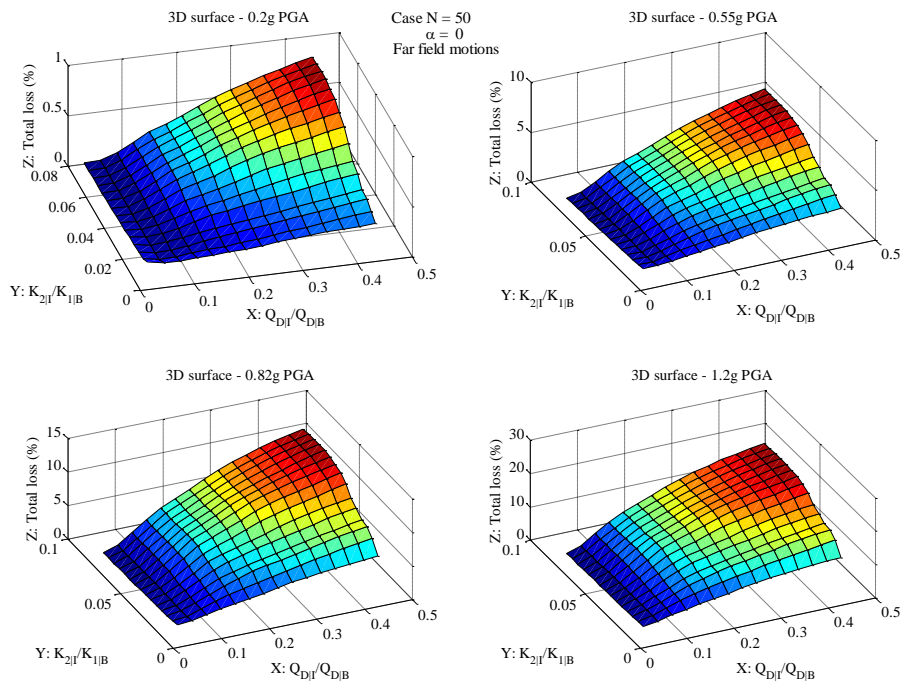 3D surface - 0.2g PGA
Case N = 50
α = 0
Far field motions
Z: Total loss (%)
1
0.5
0
0.08
0.06
0.04
0.02
0
Y: K2|I/K1|B
0
0.1
0.2
0.3
0.4
0.5
X: QD|I/QD|B
3D surface - 0.55g PGA
Z: Total loss (%)
10
5
0
0.1
0.05
0
Y: K2|I/K1|B
0
0.1
0.2
0.3
0.4
0.5
X: QD|I/QD|B
3D surface - 0.82g PGA
Z: Total loss (%)
15
10
5
0
0.1
0.05
0
Y: K2|I/K1|B
0
0.1
0.2
0.3
0.4
0.5
X: QD|I/QD|B
3D surface - 1.2g PGA
Z: Total loss (%)
30
20
10
0
0.1
0.05
0
Y: K2|I/K1|B
0
0.1
0.2
0.3
0.4
0.5
X: QD|I/QD|B